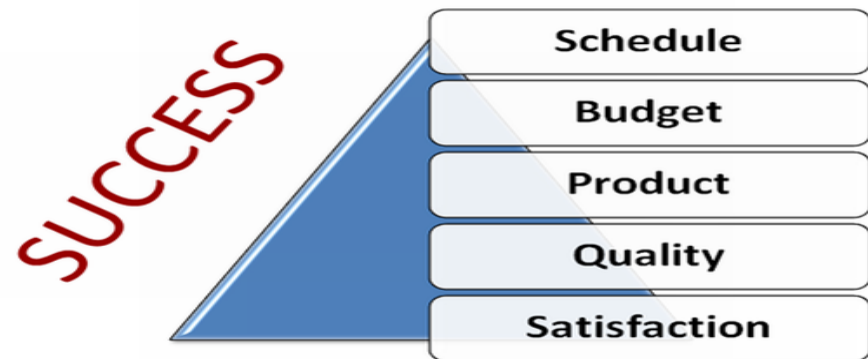 SUCCESS
Schedule
Budget
Product
Quality
Satisfaction